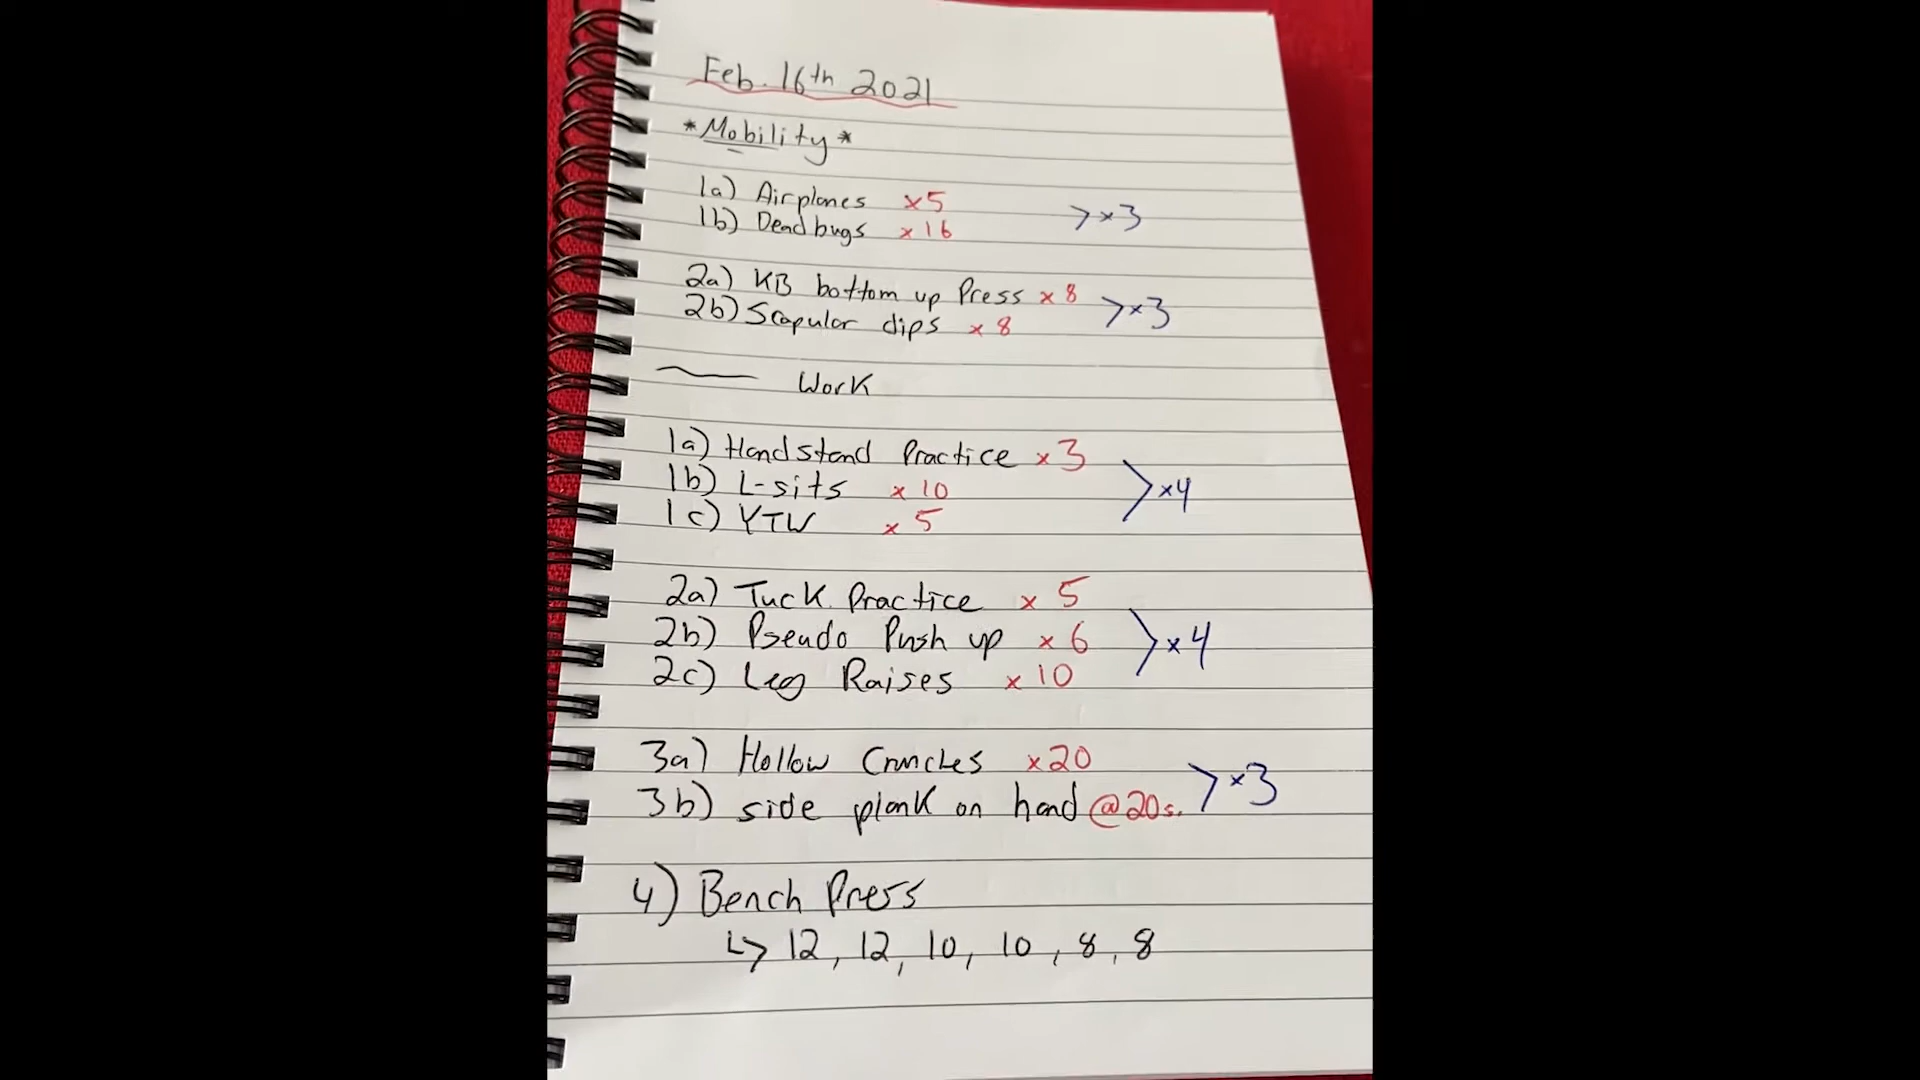 Feb. 16th 2021
*Mobility*
1a) Airplanes x5
1b) Deadbugs x16
>x3
2a) KB bottom up Press x8
2b) Scapular dips x8
>x3
Work
1a) Handstand Practice x3
1b) L-sits x10
1c) YTW x5
>x4
2a) Tuck Practice x5
2b) Pseudo Push up x6
2c) Leg Raises x10
>x4
3a) Hollow Crunches x20
3b) side plank on hand @20s.
>x3
4) Bench Press
↳ 12, 12, 10, 10, 8, 8